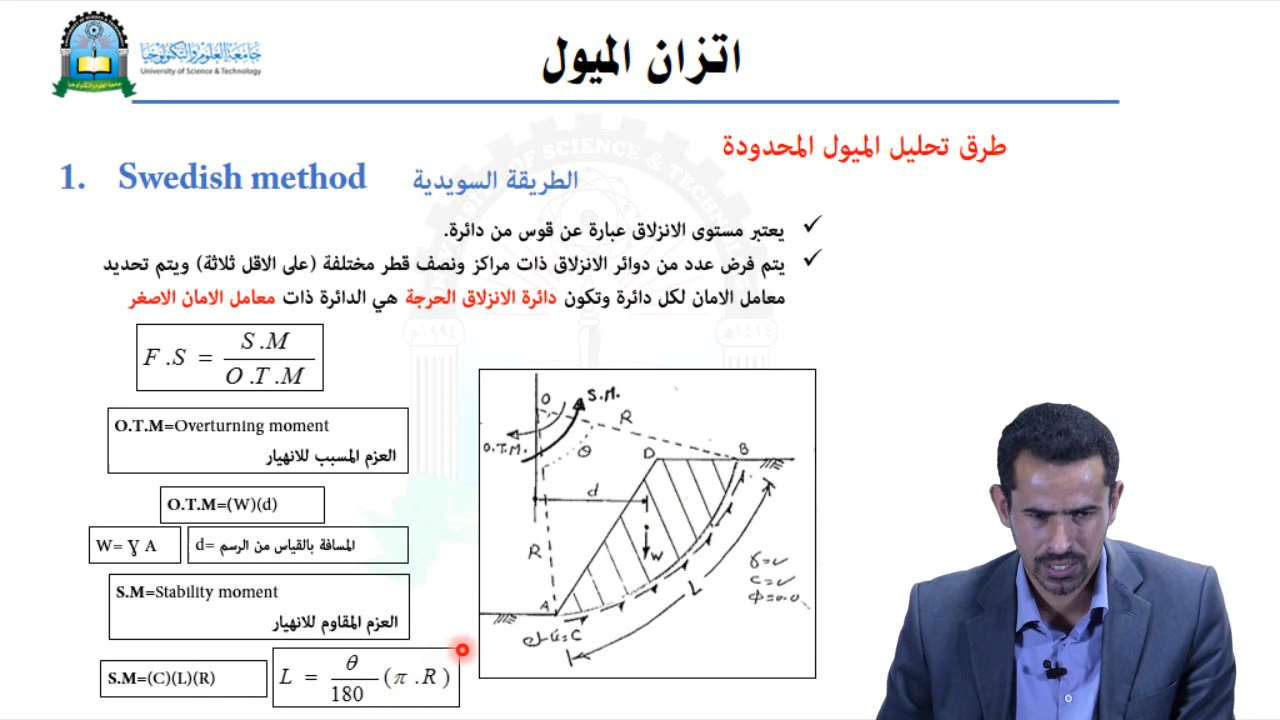 جامعة العلوم والتكنولوجيا
University of Science & Technology
اتزان الميول
طرق تحليل الميول المحدودة
1. Swedish method الطريقة السويدية
✓ يعتبر مستوى الانزلاق عبارة عن قوس من دائرة.
✓ يتم فرض عدد من دوائر الانزلاق ذات مراكز ونصف قطر مختلفة (على الاقل ثلاثة) ويتم تحديد
معامل الامان لكل دائرة وتكون دائرة الانزلاق الحرجة هي الدائرة ذات معامل الامان الاصغر
F.S = S.M / O.T.M
O.T.M=Overturning moment
العزم المسبب للانهيار
O.T.M=(W)(d)
W= Ɣ A
d= المسافة بالقياس من الرسم
S.M=Stability moment
العزم المقاوم للانهيار
S.M=(C)(L)(R)
L = θ/180 (π.R)
O
S.M.
R
O.T.M.
θ
D
B
d
R
W
A
L
γ=✓
C=✓
Φ=0.0